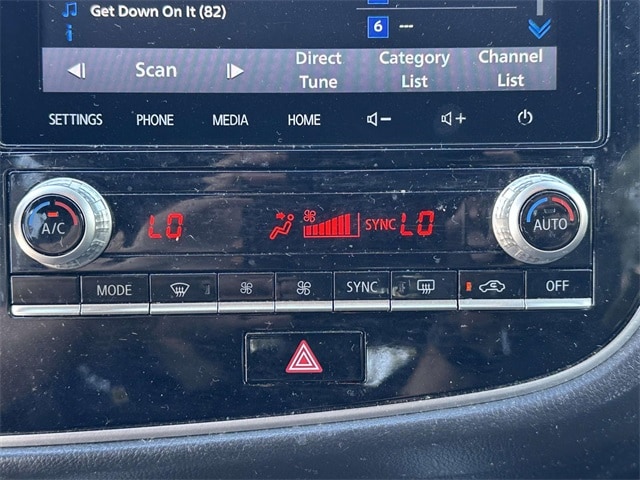 Get Down On It (82)
6 ---
Scan
Direct Tune
Category List
Channel List
SETTINGS PHONE MEDIA HOME
A/C LO SYNC LO AUTO
MODE SYNC OFF